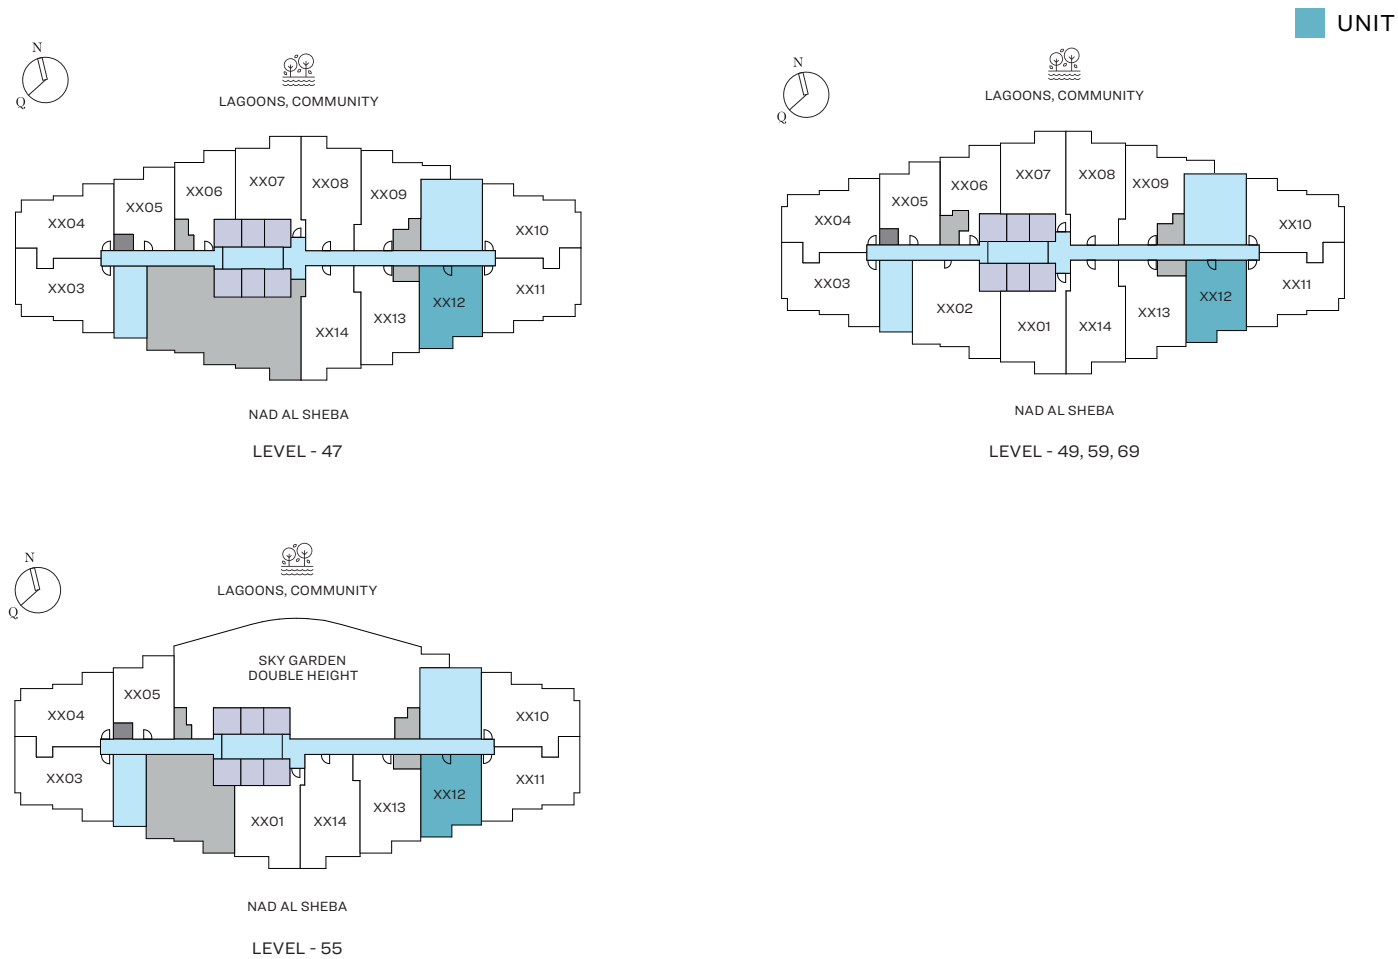 UNIT
N
Q
LAGOONS, COMMUNITY
XX07
XX08
XX06
XX09
XX05
XX04
XX10
XX03
XX11
XX12
XX13
XX14
NAD AL SHEBA
LEVEL - 47
N
Q
LAGOONS, COMMUNITY
XX07
XX08
XX06
XX09
XX05
XX04
XX10
XX03
XX11
XX12
XX02
XX13
XX01
XX14
NAD AL SHEBA
LEVEL - 49, 59, 69
N
Q
LAGOONS, COMMUNITY
SKY GARDEN
DOUBLE HEIGHT
XX05
XX04
XX10
XX03
XX11
XX12
XX13
XX01
XX14
NAD AL SHEBA
LEVEL - 55